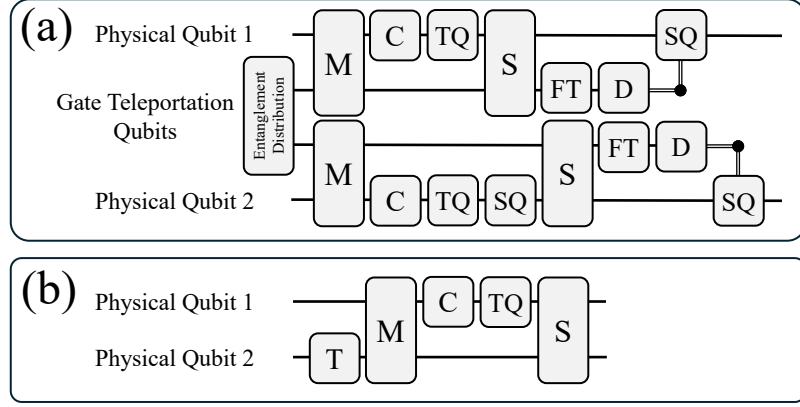 (a)
Physical Qubit 1
M
C
TQ
S
SQ
Entanglement
Distribution
Gate Teleportation
Qubits
FT
D
M
S
FT
D
Physical Qubit 2
C
TQ
SQ
SQ
(b)
Physical Qubit 1
M
C
TQ
S
Physical Qubit 2
T